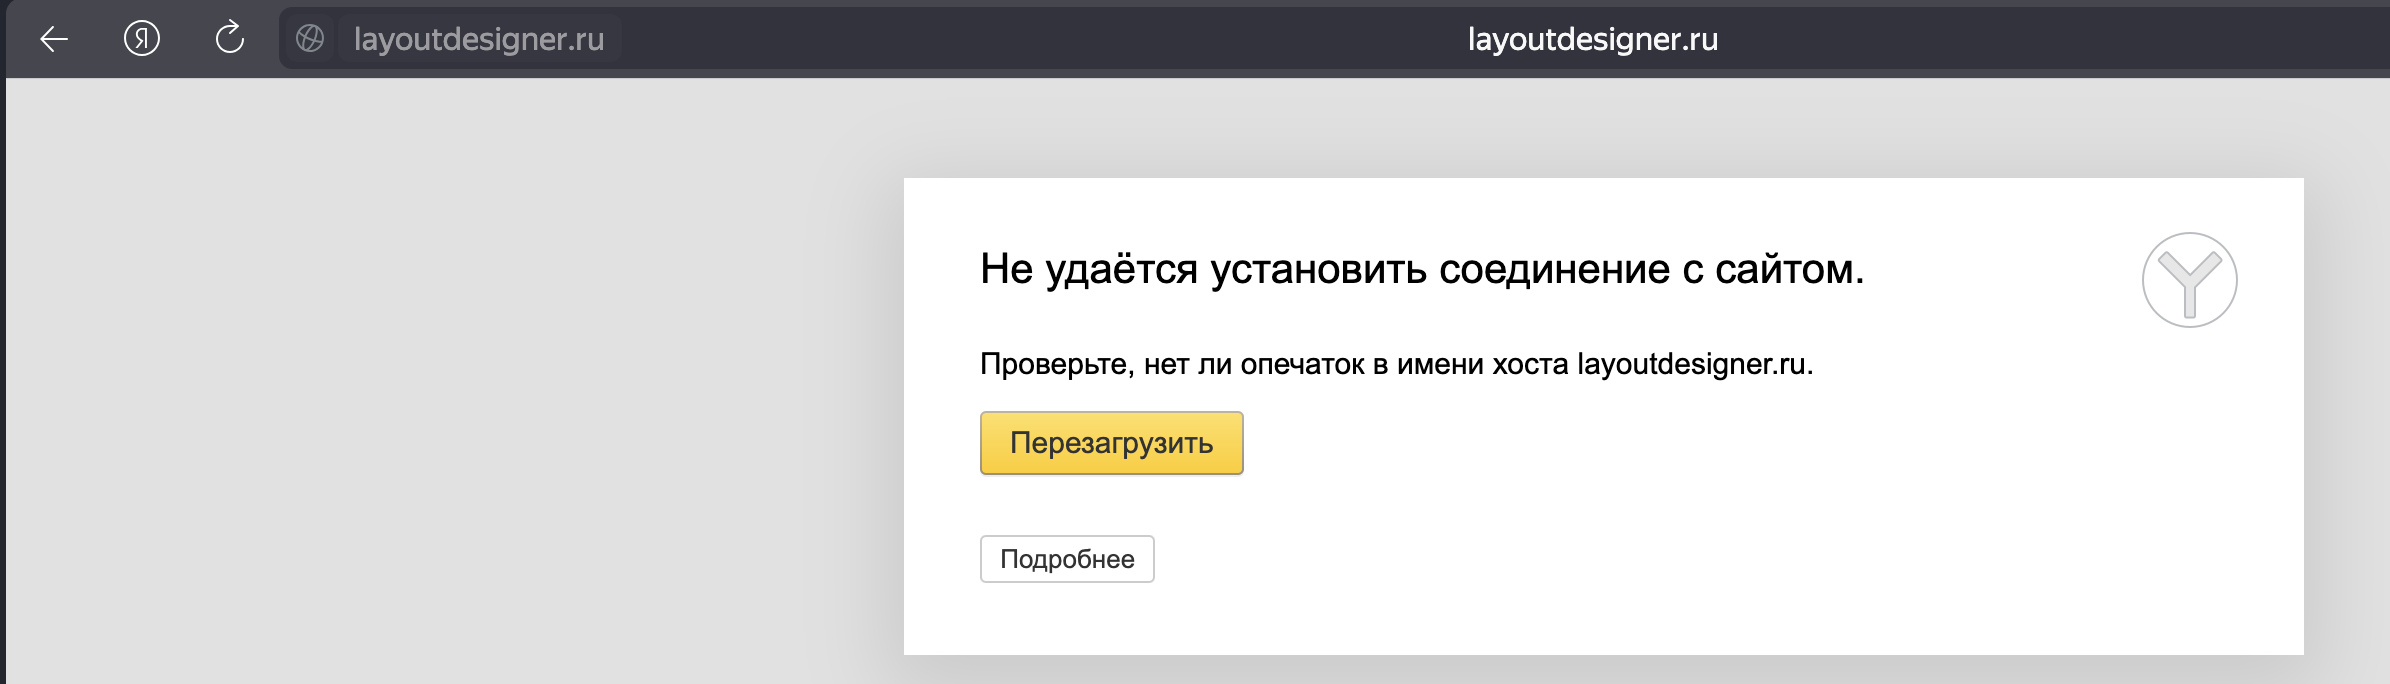 layoutdesigner.ru
layoutdesigner.ru
Не удаётся установить соединение с сайтом.
Проверьте, нет ли опечаток в имени хоста layoutdesigner.ru.
Перезагрузить
Подробнее